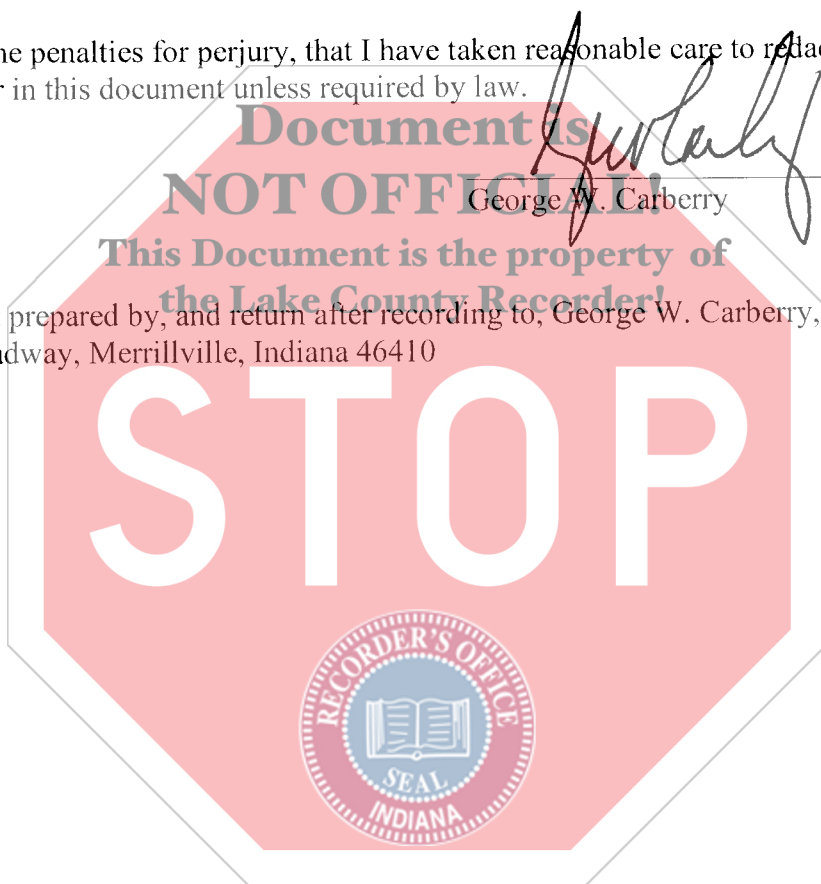 ne penalties for perjury, that I have taken reasonable care to redac
r in this document unless required by law.
Document is
NOT OFFICIAL!
George W. Carberry
This Document is the property of
the Lake County Recorder!
prepared by, and return after recording to, George W. Carberry,
adway, Merrillville, Indiana 46410
STOP
RECORDER'S OFFICE
SEAL
INDIANA